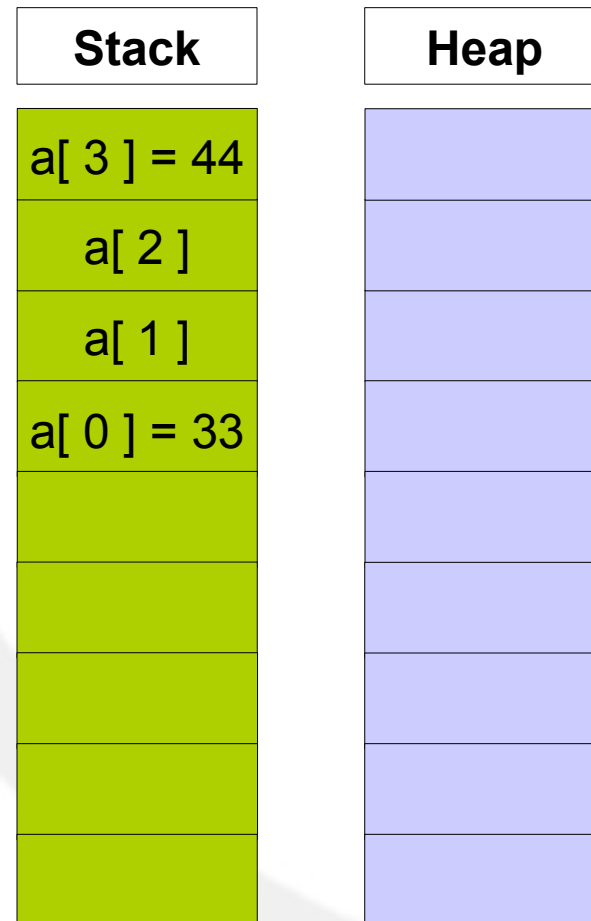 Stack
Heap
a[ 3 ] = 44
a[ 2 ]
a[ 1 ]
a[ 0 ] = 33